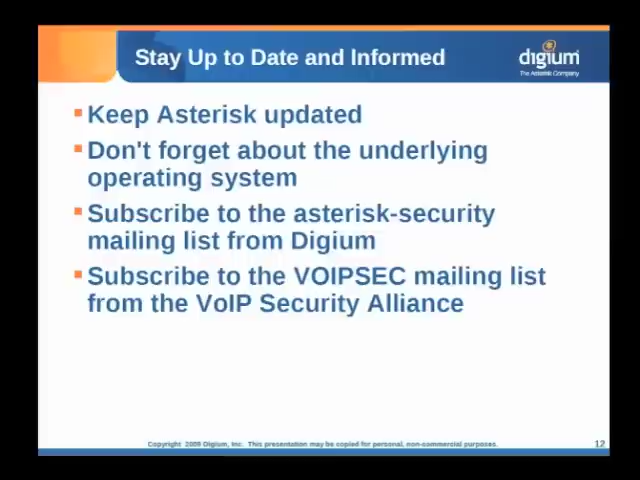 Stay Up to Date and Informed
digium
The Asterisk Company
Keep Asterisk updated
Don't forget about the underlying
operating system
Subscribe to the asterisk-security
mailing list from Digium
Subscribe to the VOIPSEC mailing list
from the VoIP Security Alliance
Copyright 2009 Digium, Inc. This presentation may be copied for personal, non-commercial purposes.
12